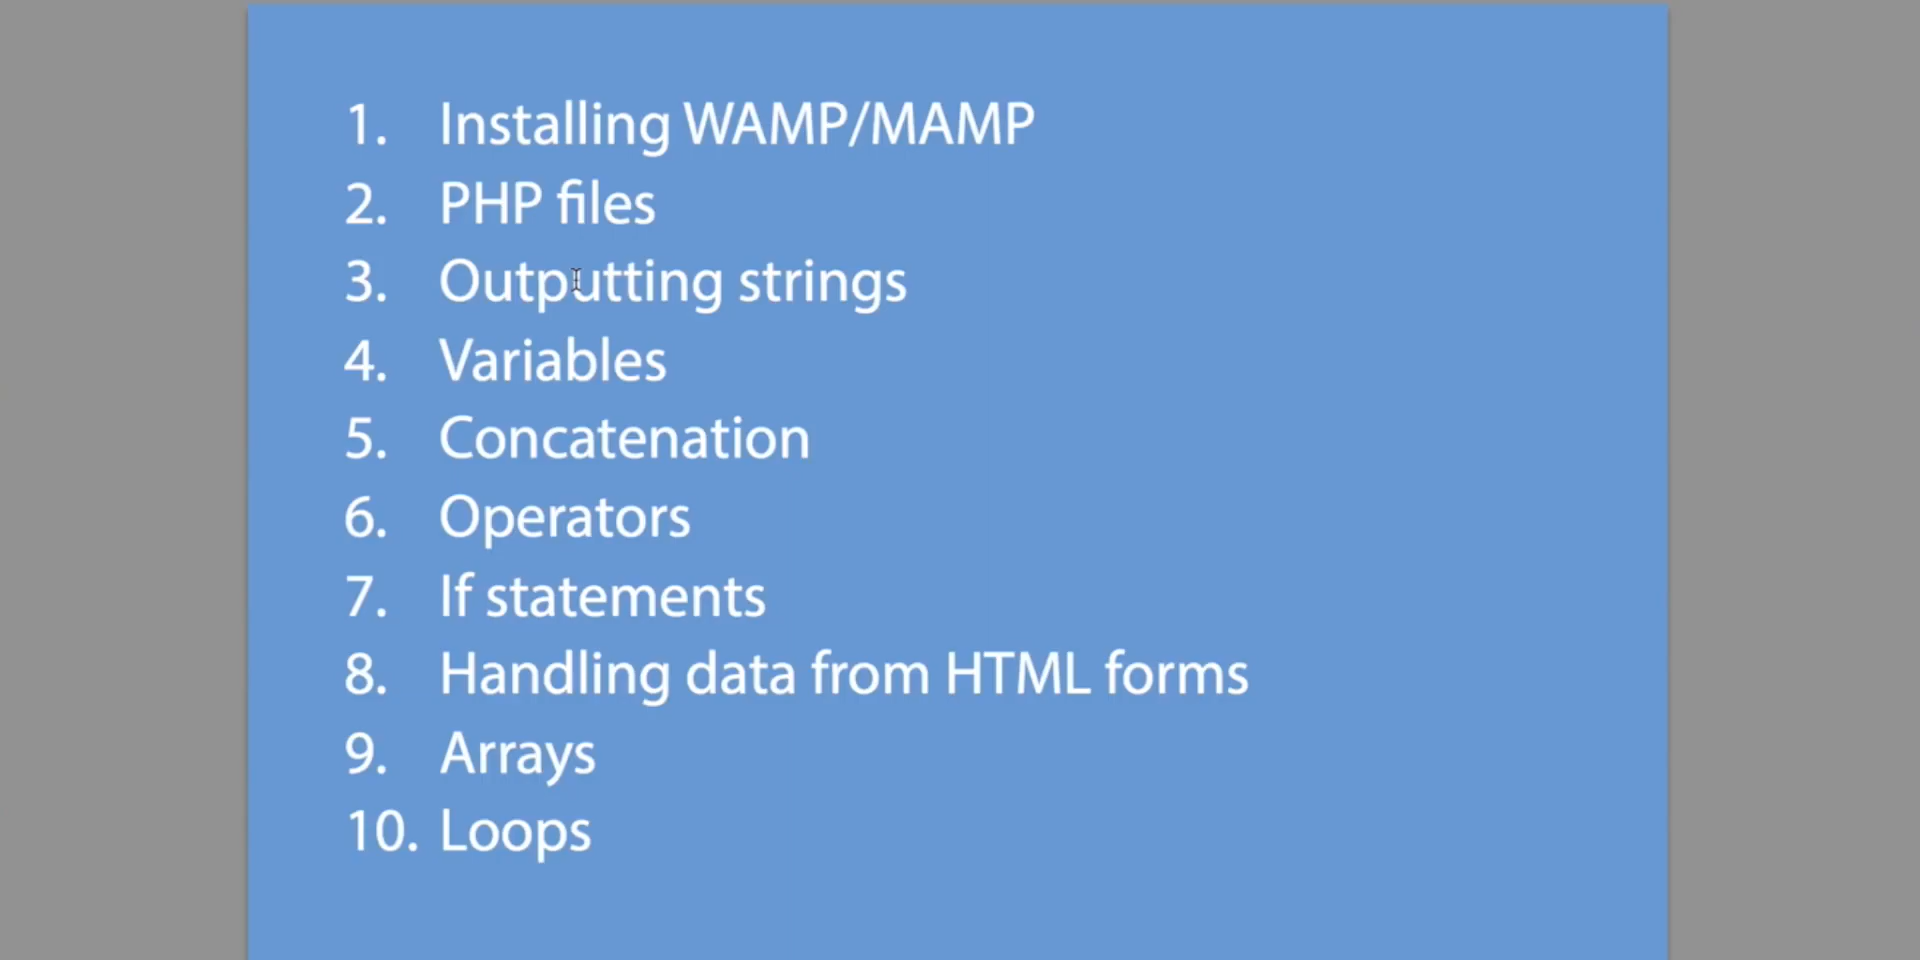 1. Installing WAMP/MAMP
2. PHP files
3. Outputting strings
4. Variables
5. Concatenation
6. Operators
7. If statements
8. Handling data from HTML forms
9. Arrays
10. Loops